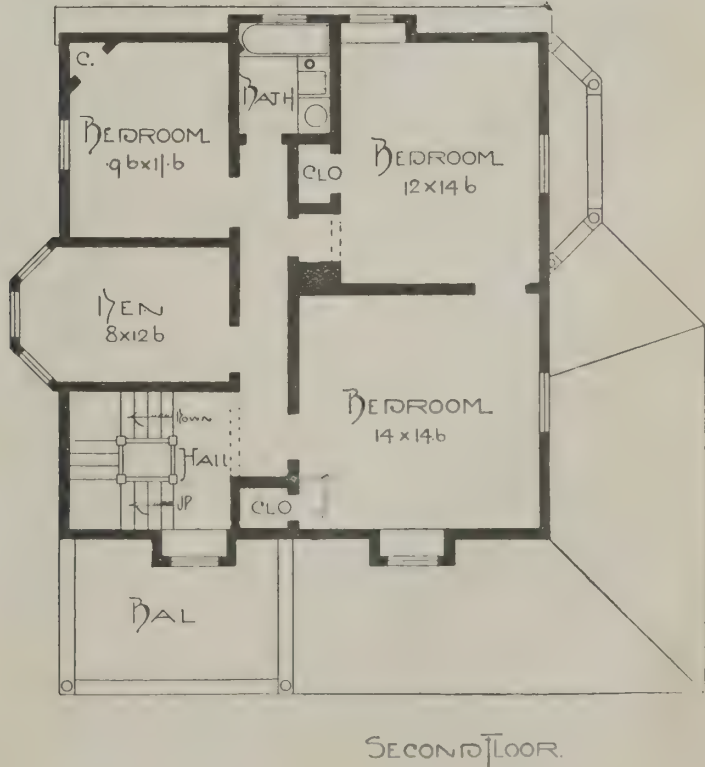 C.
BATH
BEDROOM
9 6 x 11 . 6
CLO
BEDROOM
12 x 14 6
DEN
8 x 12 6
DOWN
HALL
UP
BEDROOM
14 x 14.6
CLO
BAL
SECOND FLOOR.